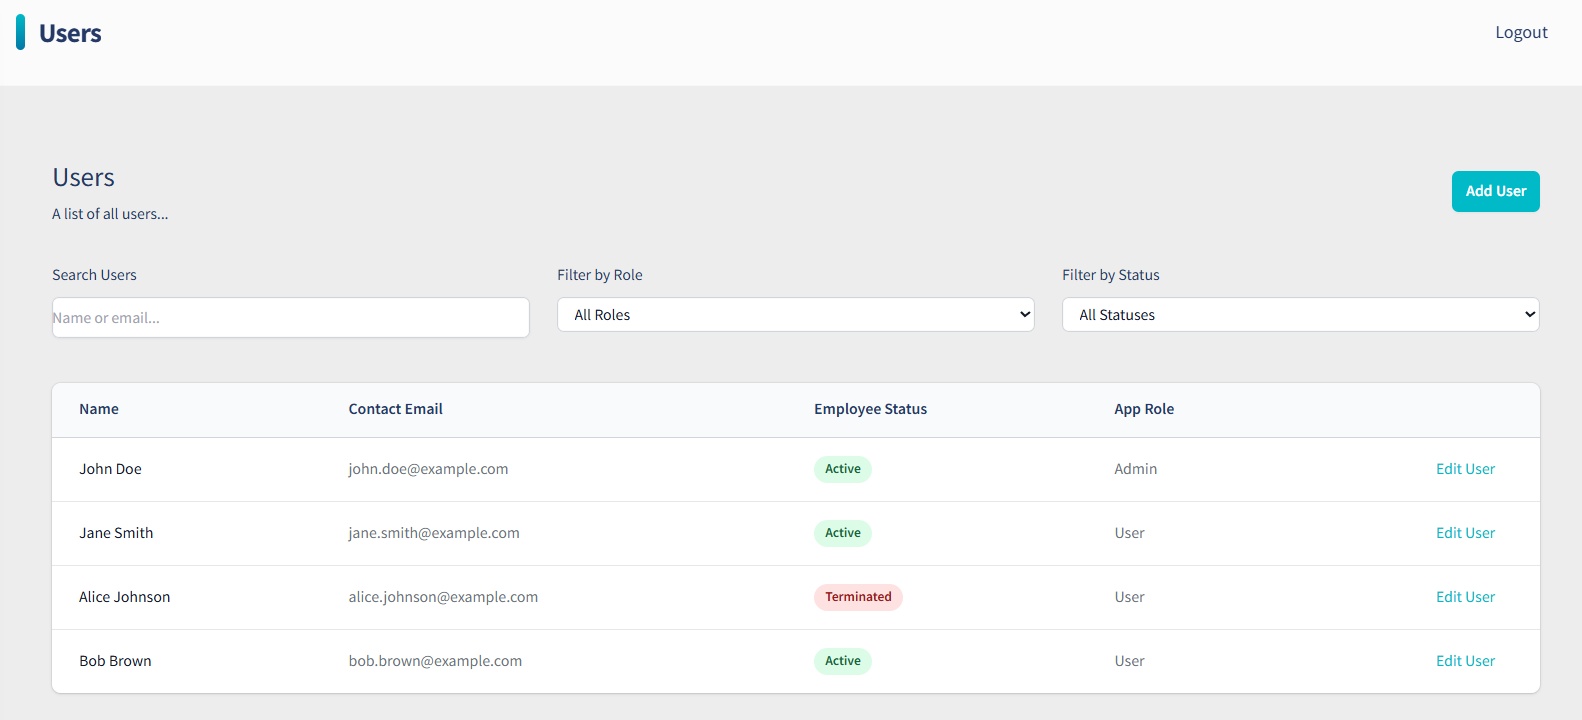 Users
Logout
Users
A list of all users...
Add User
Search Users
Filter by Role
Filter by Status
Name or email...
All Roles
All Statuses
Name Contact Email Employee Status App Role
John Doe john.doe@example.com Active Admin Edit User
Jane Smith jane.smith@example.com Active User Edit User
Alice Johnson alice.johnson@example.com Terminated User Edit User
Bob Brown bob.brown@example.com Active User Edit User